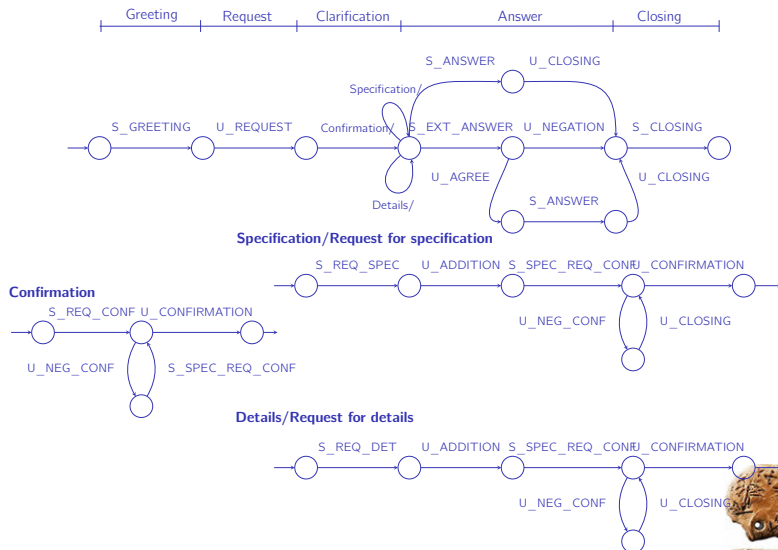 Greeting Request Clarification Answer Closing
S_ANSWER U_CLOSING
Specification/
S_GREETING U_REQUEST Confirmation/ S_EXT_ANSWER U_NEGATION S_CLOSING
U_AGREE U_CLOSING
Details/ S_ANSWER
Specification/Request for specification
S_REQ_SPEC U_ADDITION S_SPEC_REQ_CONF U_CONFIRMATION
Confirmation
S_REQ_CONF U_CONFIRMATION
U_NEG_CONF U_CLOSING
U_NEG_CONF S_SPEC_REQ_CONF
Details/Request for details
S_REQ_DET U_ADDITION S_SPEC_REQ_CONF U_CONFIRMATION
U_NEG_CONF U_CLOSING